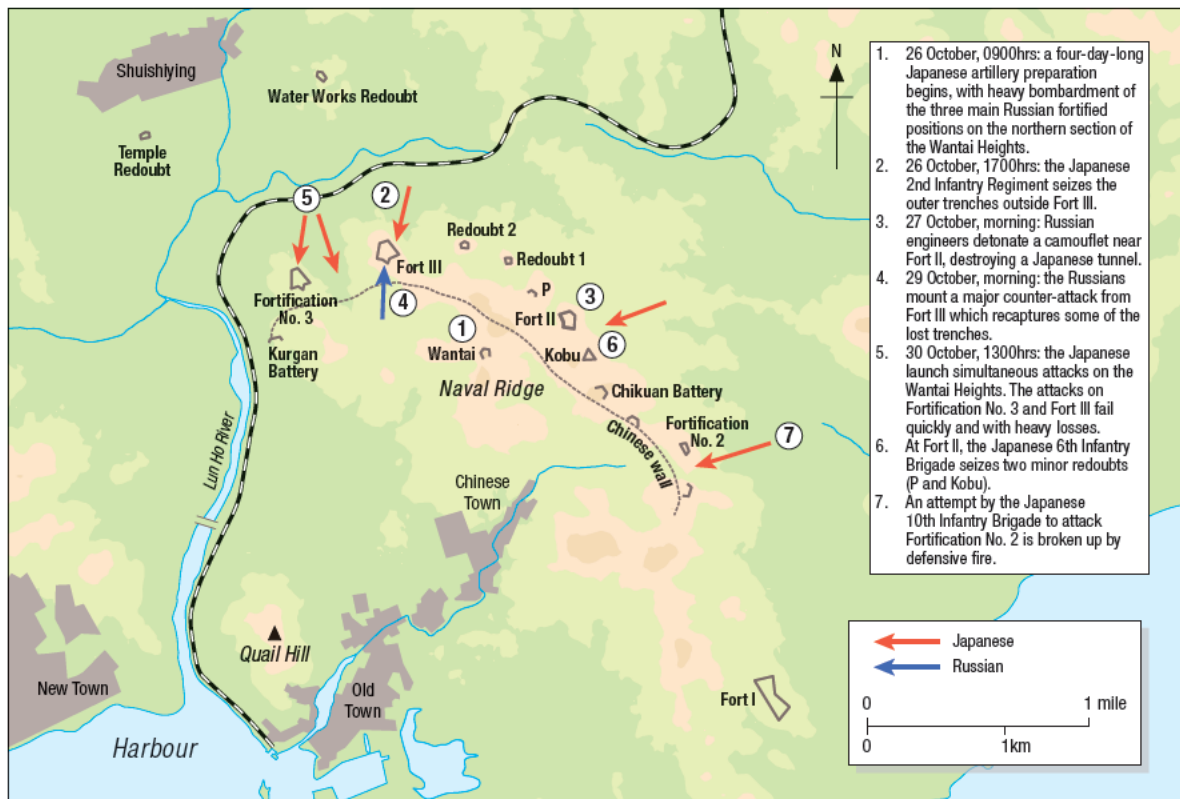 Shuishiying
Water Works Redoubt
Temple
Redoubt
5
2
Redoubt 2
Fort III
Redoubt 1
Fortification
No. 3
4
P
3
Fort II
1
6
Kurgan
Battery
Wantai
Kobu
Naval Ridge
Chikuan Battery
Fortification
No. 2
7
Chinese wall
Lun Ho River
Chinese
Town
Quail Hill
New Town
Old
Town
Fort I
Harbour
N
1. 26 October, 0900hrs: a four-day-long
Japanese artillery preparation
begins, with heavy bombardment of
the three main Russian fortified
positions on the northern section of
the Wantai Heights.
2. 26 October, 1700hrs: the Japanese
2nd Infantry Regiment seizes the
outer trenches outside Fort III.
3. 27 October, morning: Russian
engineers detonate a camouflet near
Fort II, destroying a Japanese tunnel.
4. 29 October, morning: the Russians
mount a major counter-attack from
Fort III which recaptures some of the
lost trenches.
5. 30 October, 1300hrs: the Japanese
launch simultaneous attacks on the
Wantai Heights. The attacks on
Fortification No. 3 and Fort III fail
quickly and with heavy losses.
6. At Fort II, the Japanese 6th Infantry
Brigade seizes two minor redoubts
(P and Kobu).
7. An attempt by the Japanese
10th Infantry Brigade to attack
Fortification No. 2 is broken up by
defensive fire.
Japanese
Russian
0 1 mile
0 1km